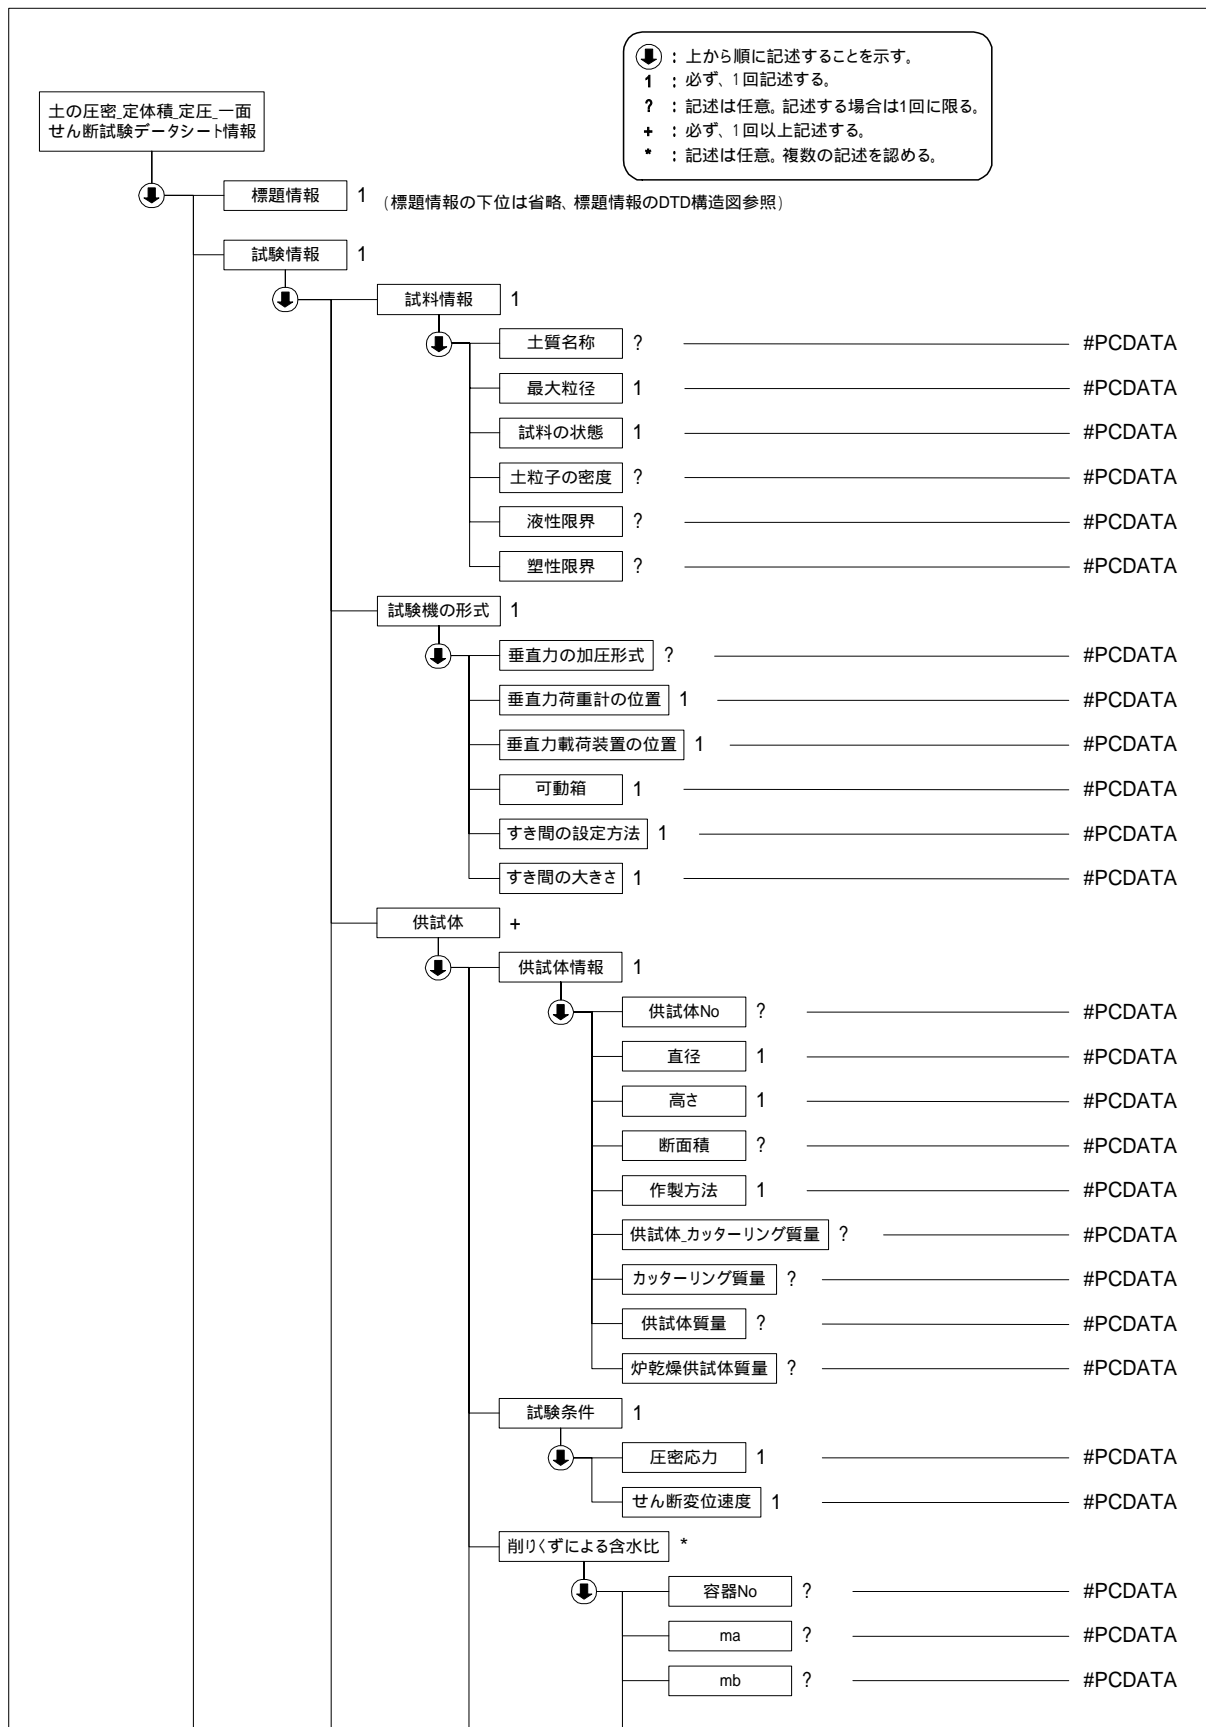 ：上から順に記述することを示す。
1 ：必ず、1回記述する。
? ：記述は任意。記述する場合は1回に限る。
+ ：必ず、1回以上記述する。
* ：記述は任意。複数の記述を認める。
土の圧密_定体積_定圧_一面
せん断試験データシート情報
標題情報 1 (標題情報の下位は省略、標題情報のDTD構造図参照)
試験情報 1
試料情報 1
土質名称 ? #PCDATA
最大粒径 1 #PCDATA
試料の状態 1 #PCDATA
土粒子の密度 ? #PCDATA
液性限界 ? #PCDATA
塑性限界 ? #PCDATA
試験機の形式 1
垂直力の加圧形式 ? #PCDATA
垂直力荷重計の位置 1 #PCDATA
垂直力載荷装置の位置 1 #PCDATA
可動箱 1 #PCDATA
すき間の設定方法 1 #PCDATA
すき間の大きさ 1 #PCDATA
供試体 +
供試体情報 1
供試体No ? #PCDATA
直径 1 #PCDATA
高さ 1 #PCDATA
断面積 ? #PCDATA
作製方法 1 #PCDATA
供試体_カッターリング質量 ? #PCDATA
カッターリング質量 ? #PCDATA
供試体質量 ? #PCDATA
炉乾燥供試体質量 ? #PCDATA
試験条件 1
圧密応力 1 #PCDATA
せん断変位速度 1 #PCDATA
削りくずによる含水比 *
容器No ? #PCDATA
ma ? #PCDATA
mb ? #PCDATA